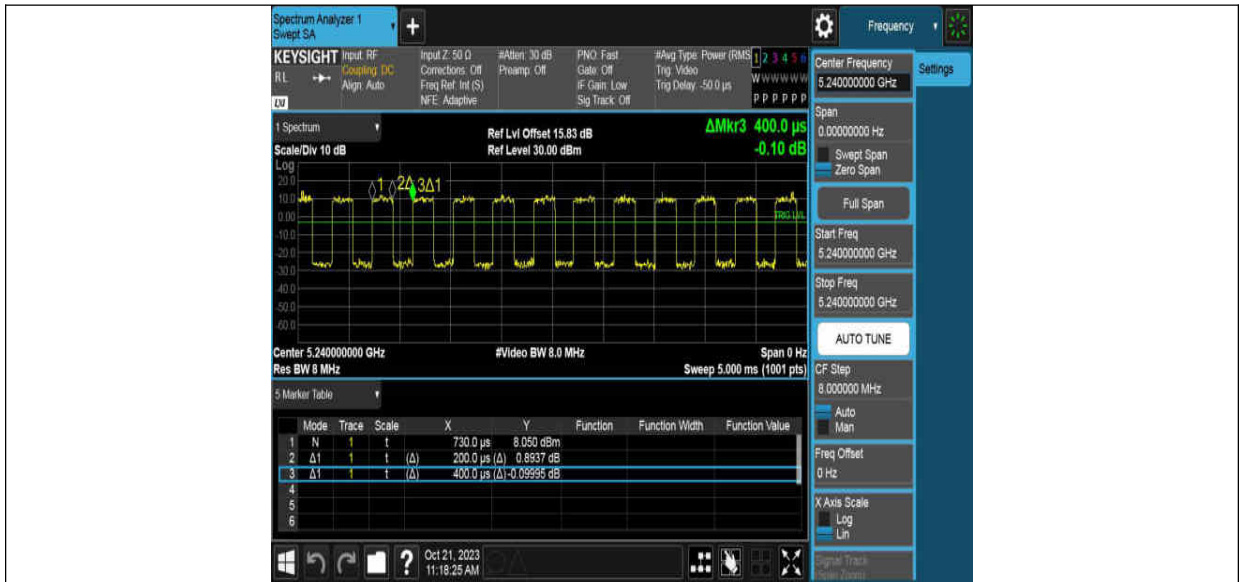 Spectrum Analyzer 1
Swept SA
+
Frequency
KEYSIGHT
RL
LXI
Input: RF
Coupling: DC
Align: Auto
Input Z: 50 Ω
Corrections: Off
Freq Ref: Int (S)
NFE: Adaptive
#Atten: 30 dB
Preamp: Off
PNO: Fast
Gate: Off
IF Gain: Low
Sig Track: Off
#Avg Type: Power (RMS
Trig: Video
Trig Delay: -50.0 µs
1 2 3 4 5 6
W W W W W W
P P P P P P
1 Spectrum
Scale/Div 10 dB
Ref Lvl Offset 15.83 dB
Ref Level 30.00 dBm
ΔMkr3 400.0 µs
-0.10 dB
Log
20.0
10.0
0.00
-10.0
-20.0
-30.0
-40.0
-50.0
-60.0
1 2Δ 3Δ1
TRIG LVL
Center 5.240000000 GHz
#Video BW 8.0 MHz
Span 0 Hz
Res BW 8 MHz
Sweep 5.000 ms (1001 pts)
5 Marker Table
Mode Trace Scale X Y Function Function Width Function Value
1 N 1 t 730.0 µs 8.050 dBm
2 Δ1 1 t (Δ) 200.0 µs (Δ) 0.8937 dB
3 Δ1 1 t (Δ) 400.0 µs (Δ) -0.09995 dB
4
5
6
?
Oct 21, 2023
11:18:25 AM
Center Frequency
5.240000000 GHz
Settings
Span
0.00000000 Hz
Swept Span
Zero Span
Full Span
Start Freq
5.240000000 GHz
Stop Freq
5.240000000 GHz
AUTO TUNE
CF Step
8.000000 MHz
Auto
Man
Freq Offset
0 Hz
X Axis Scale
Log
Lin
Signal Track
(Span Zoom)